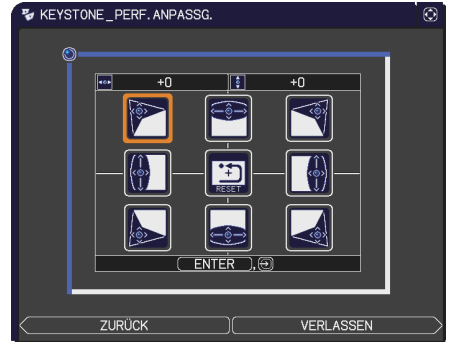 KEYSTONE_PERF.ANPASSG.
+0 +0
RESET
ENTER ,
ZURÜCK VERLASSEN